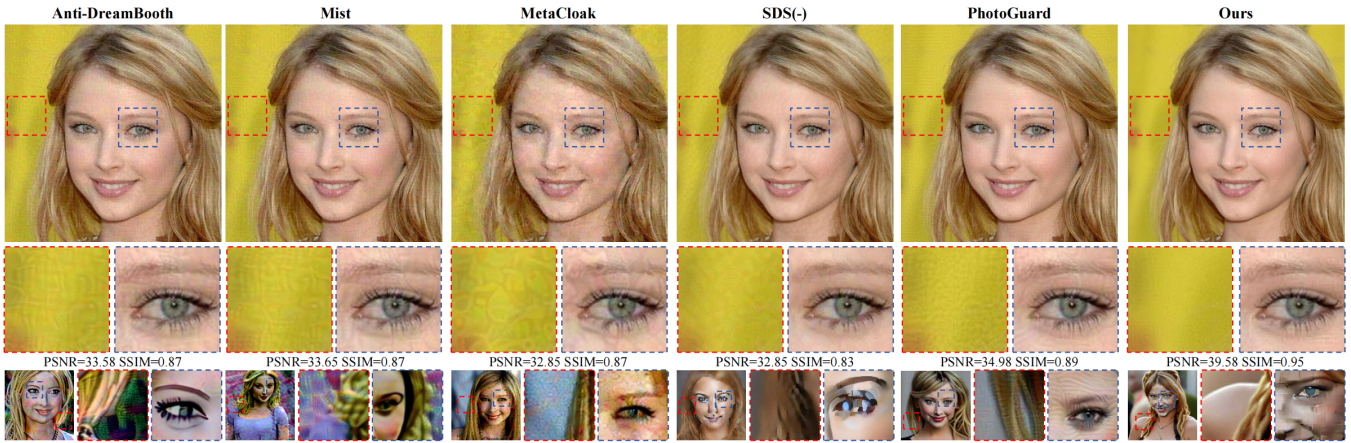 Anti-DreamBooth Mist MetaCloak SDS(-) PhotoGuard Ours
PSNR=33.58 SSIM=0.87 PSNR=33.65 SSIM=0.87 PSNR=32.85 SSIM=0.87 PSNR=32.85 SSIM=0.83 PSNR=34.98 SSIM=0.89 PSNR=39.58 SSIM=0.95